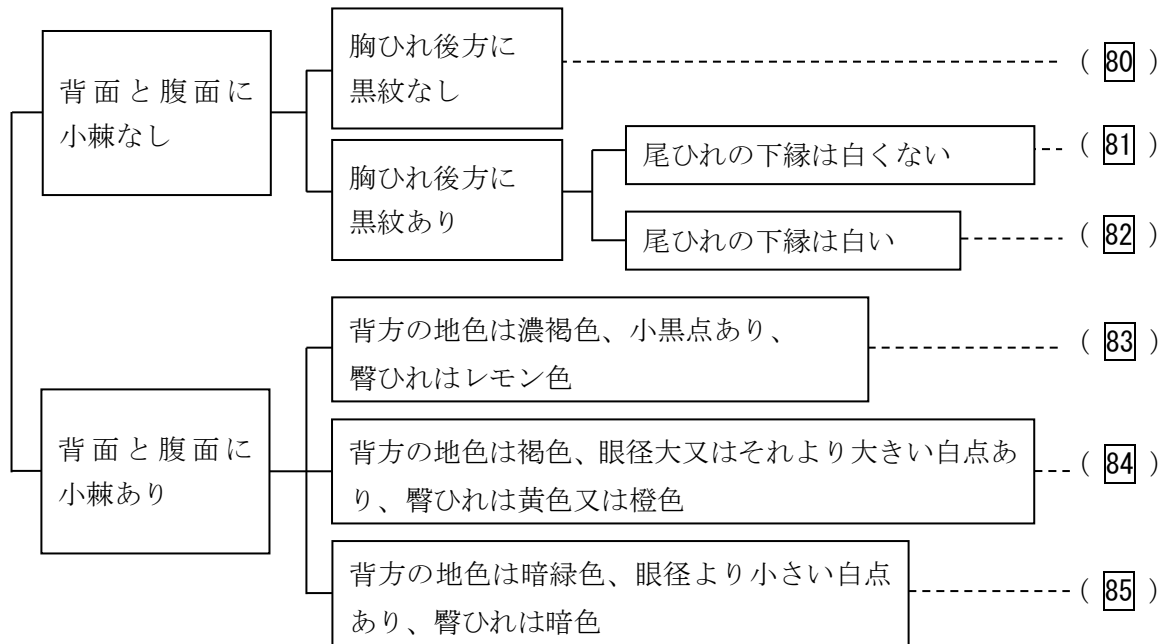 背面と腹面に
小棘なし
胸ひれ後方に
黒紋なし
( 80 )
胸ひれ後方に
黒紋あり
尾ひれの下縁は白くない
( 81 )
尾ひれの下縁は白い
( 82 )
背面と腹面に
小棘あり
背方の地色は濃褐色、小黒点あり、
臀ひれはレモン色
( 83 )
背方の地色は褐色、眼径大又はそれより大きい白点あ
り、臀ひれは黄色又は橙色
( 84 )
背方の地色は暗緑色、眼径より小さい白点
あり、臀ひれは暗色
( 85 )